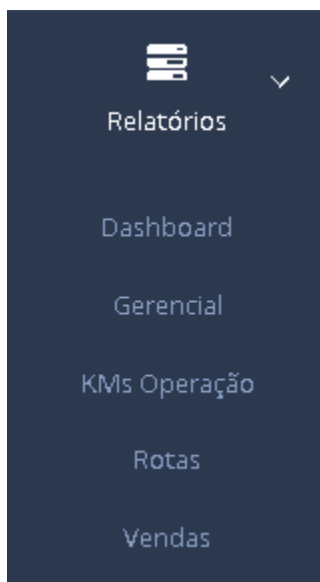 Relatórios
Dashboard
Gerencial
KMs Operação
Rotas
Vendas